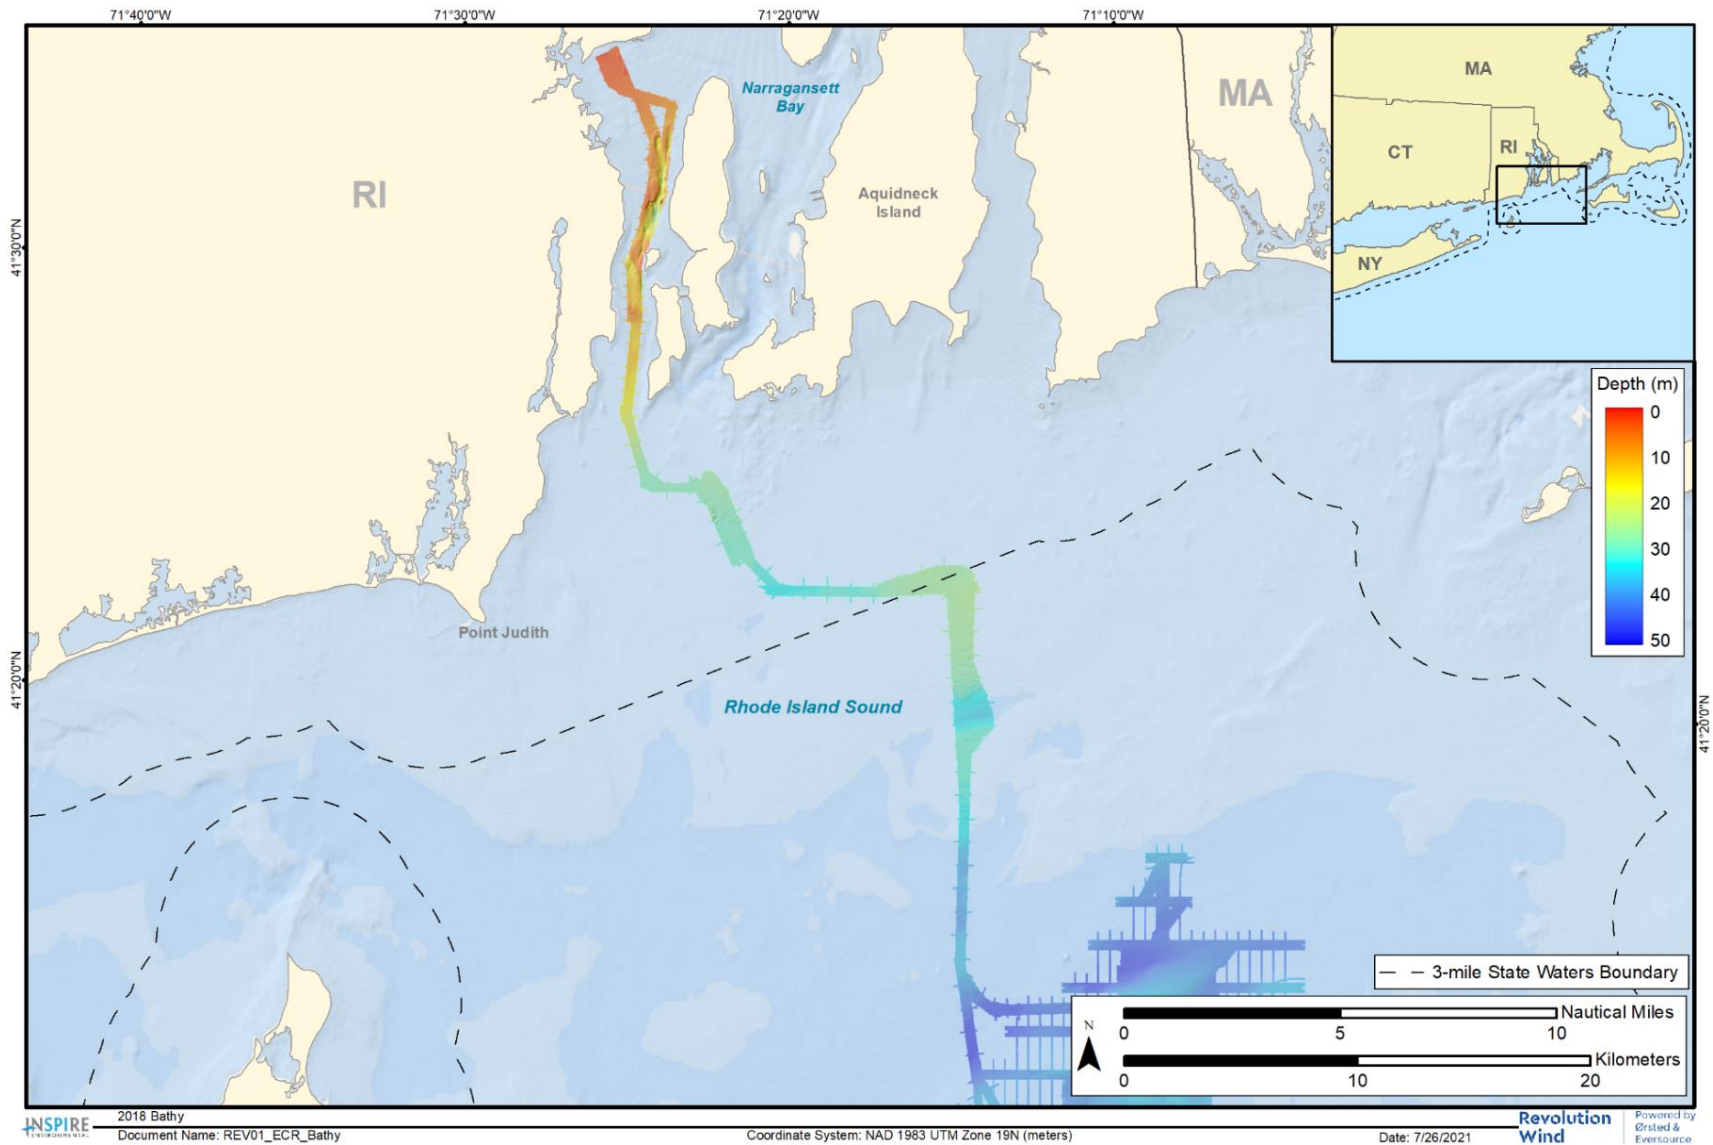 71°40'0"W
71°30'0"W
71°20'0"W
71°10'0"W
41°30'0"N
41°20'0"N
41°20'0"N
RI
Narragansett
Bay
MA
Aquidneck
Island
MA
CT
RI
NY
Depth (m)
0
10
20
30
40
50
Point Judith
Rhode Island Sound
3-mile State Waters Boundary
N
Nautical Miles
0 5 10
Kilometers
0 10 20
INSPIRE
ENVIRONMENTAL
2018 Bathy
Document Name: REV01_ECR_Bathy
Coordinate System: NAD 1983 UTM Zone 19N (meters)
Date: 7/26/2021
Revolution
Wind
Powered by
Ørsted &
Eversource